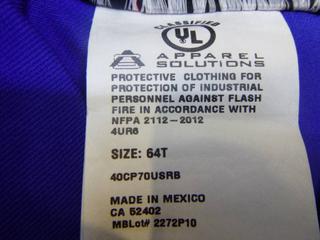 CLASSIFIED
UL
APPAREL
SOLUTIONS
PROTECTIVE CLOTHING FOR
PROTECTION OF INDUSTRIAL
PERSONNEL AGAINST FLASH
FIRE IN ACCORDANCE WITH
NFPA 2112-2012
4UR6
SIZE: 64T
40CP70USRB
MADE IN MEXICO
CA 52402
MBLot# 2272P10